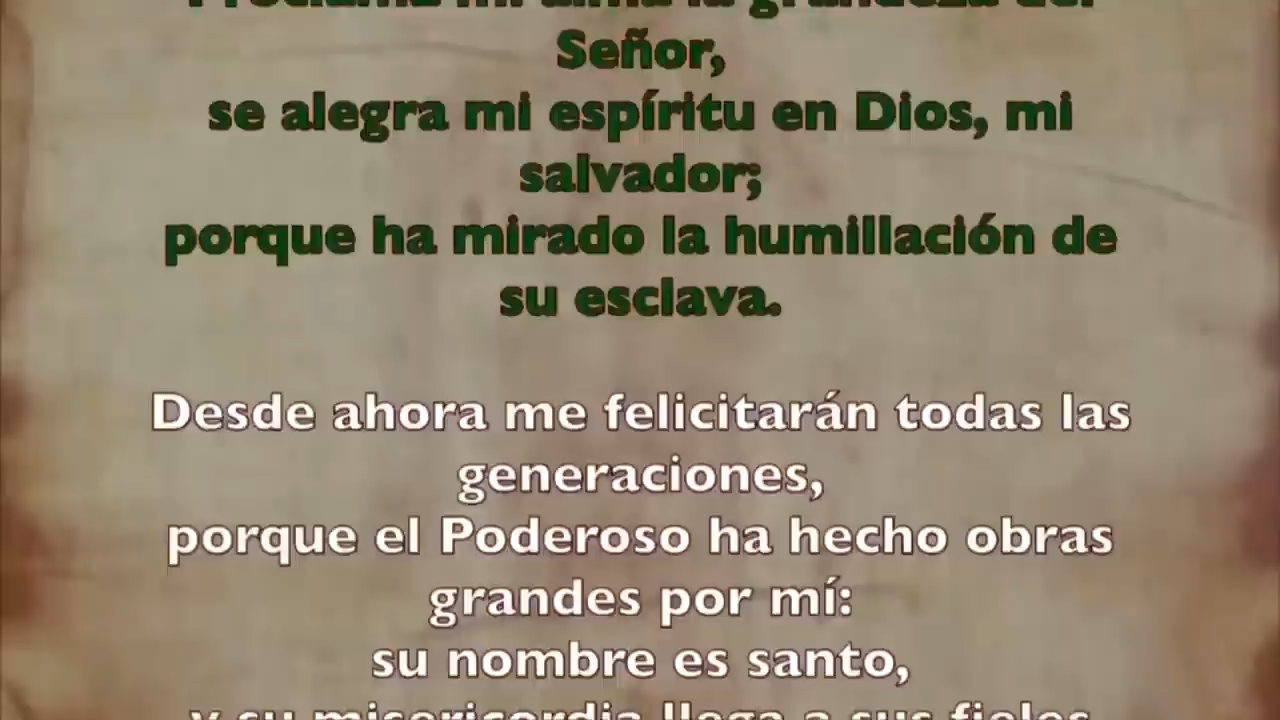 Proclama mi alma la grandeza del
Señor,
se alegra mi espíritu en Dios, mi
salvador;
porque ha mirado la humillación de
su esclava.
Desde ahora me felicitarán todas las
generaciones,
porque el Poderoso ha hecho obras
grandes por mí:
su nombre es santo,
y su misericordia llega a sus fieles